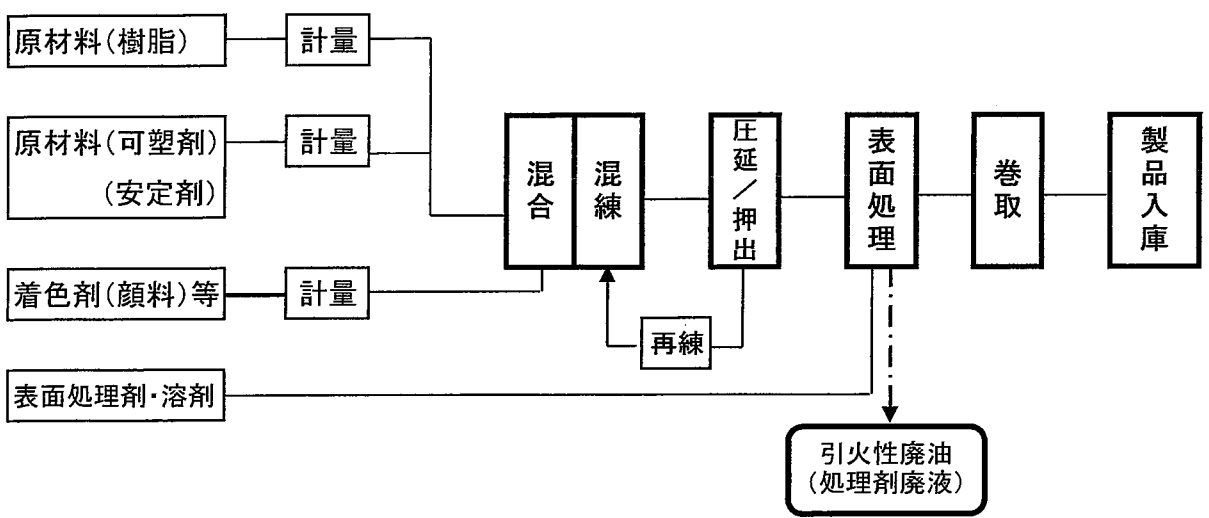 原材料(樹脂)
計量
原材料(可塑剤)
(安定剤)
計量
着色剤(顔料)等
計量
表面処理剤・溶剤
混合
混練
圧延/押出
再練
表面処理
巻取
製品入庫
引火性廃油
(処理剤廃液)